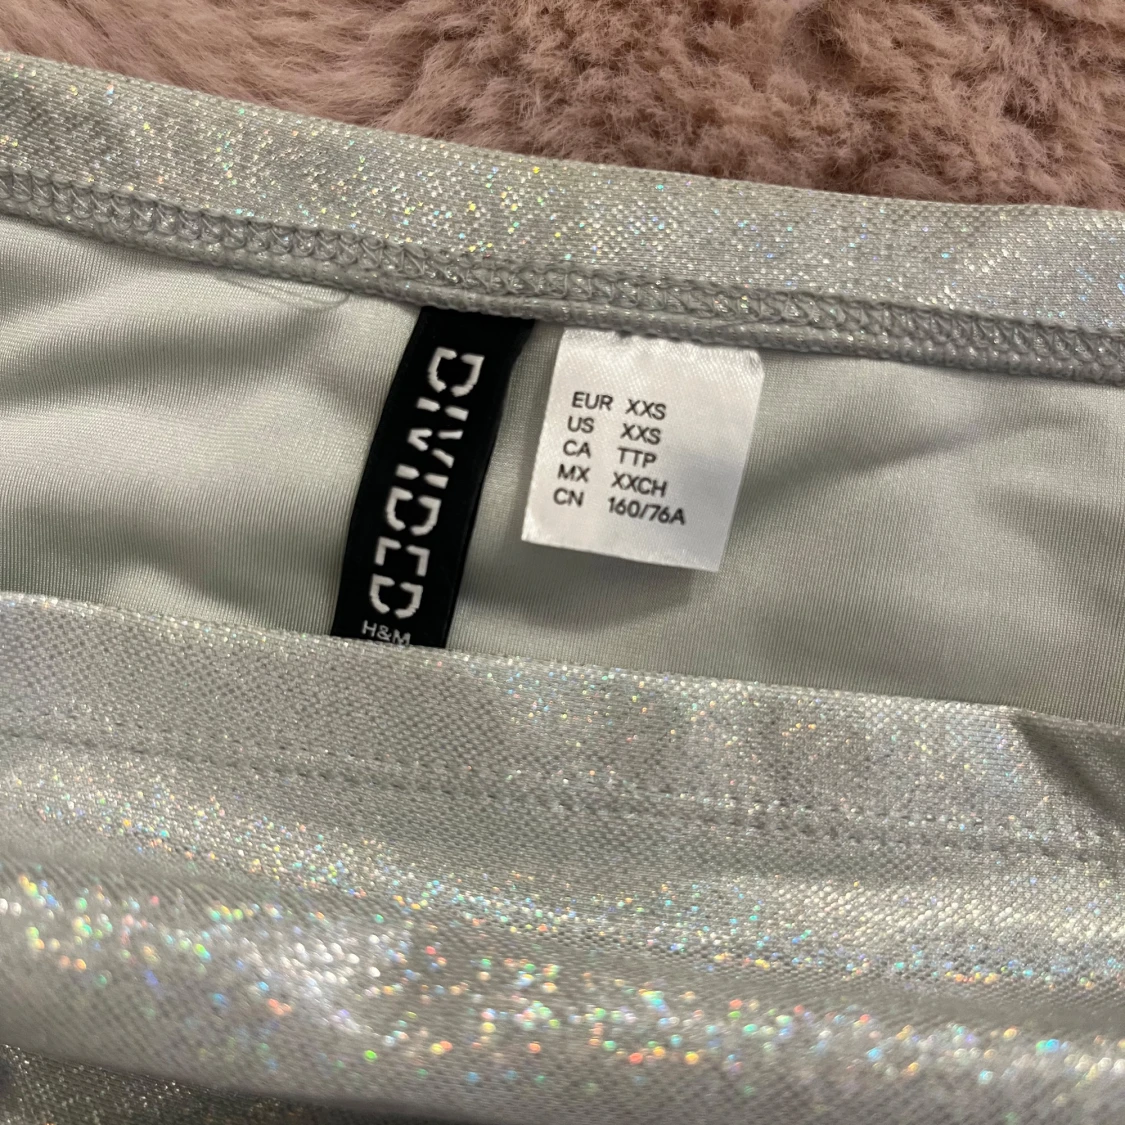 DIVIDED
H&M
EUR XXS
US XXS
CA TTP
MX XXCH
CN 160/76A